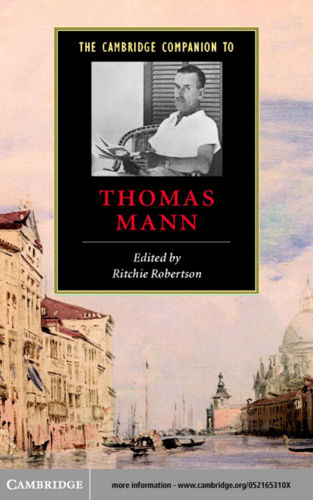 THE CAMBRIDGE COMPANION TO
THOMAS
MANN
Edited by
Ritchie Robertson
CAMBRIDGE
more information - www.cambridge.org/052165310X